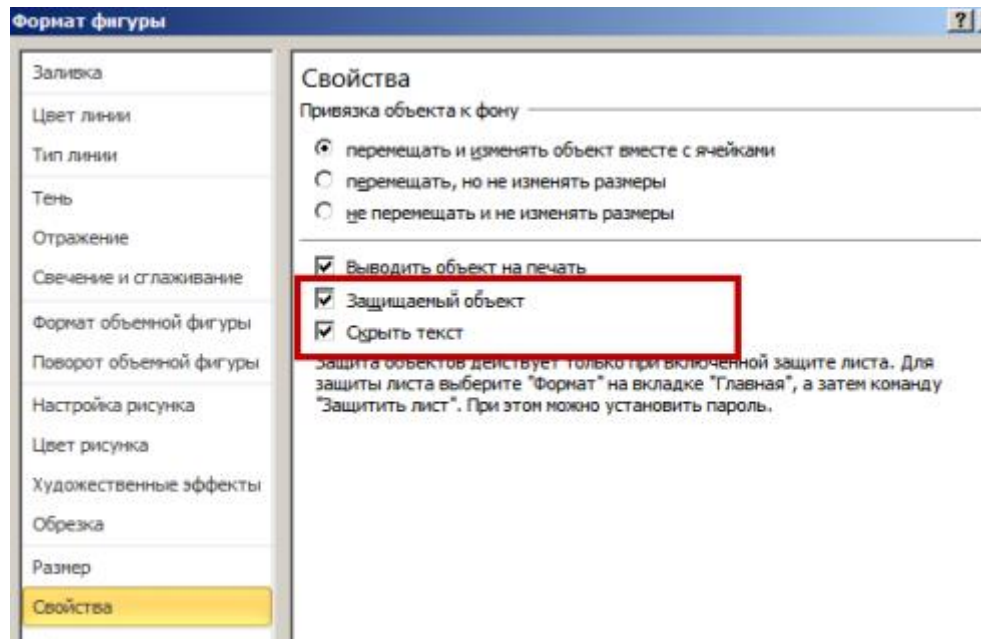 Формат фигуры
?
Заливка
Цвет линии
Тип линии
Тень
Отражение
Свечение и сглаживание
Формат объемной фигуры
Поворот объемной фигуры
Настройка рисунка
Цвет рисунка
Художественные эффекты
Обрезка
Размер
Свойства
Свойства
Привязка объекта к фону
перемещать и изменять объект вместе с ячейками
перемещать, но не изменять размеры
не перемещать и не изменять размеры
Выводить объект на печать
Защищаемый объект
Скрыть текст
Защита объектов действует только при включенной защите листа. Для
защиты листа выберите "Формат" на вкладке "Главная", а затем команду
"Защитить лист". При этом можно установить пароль.